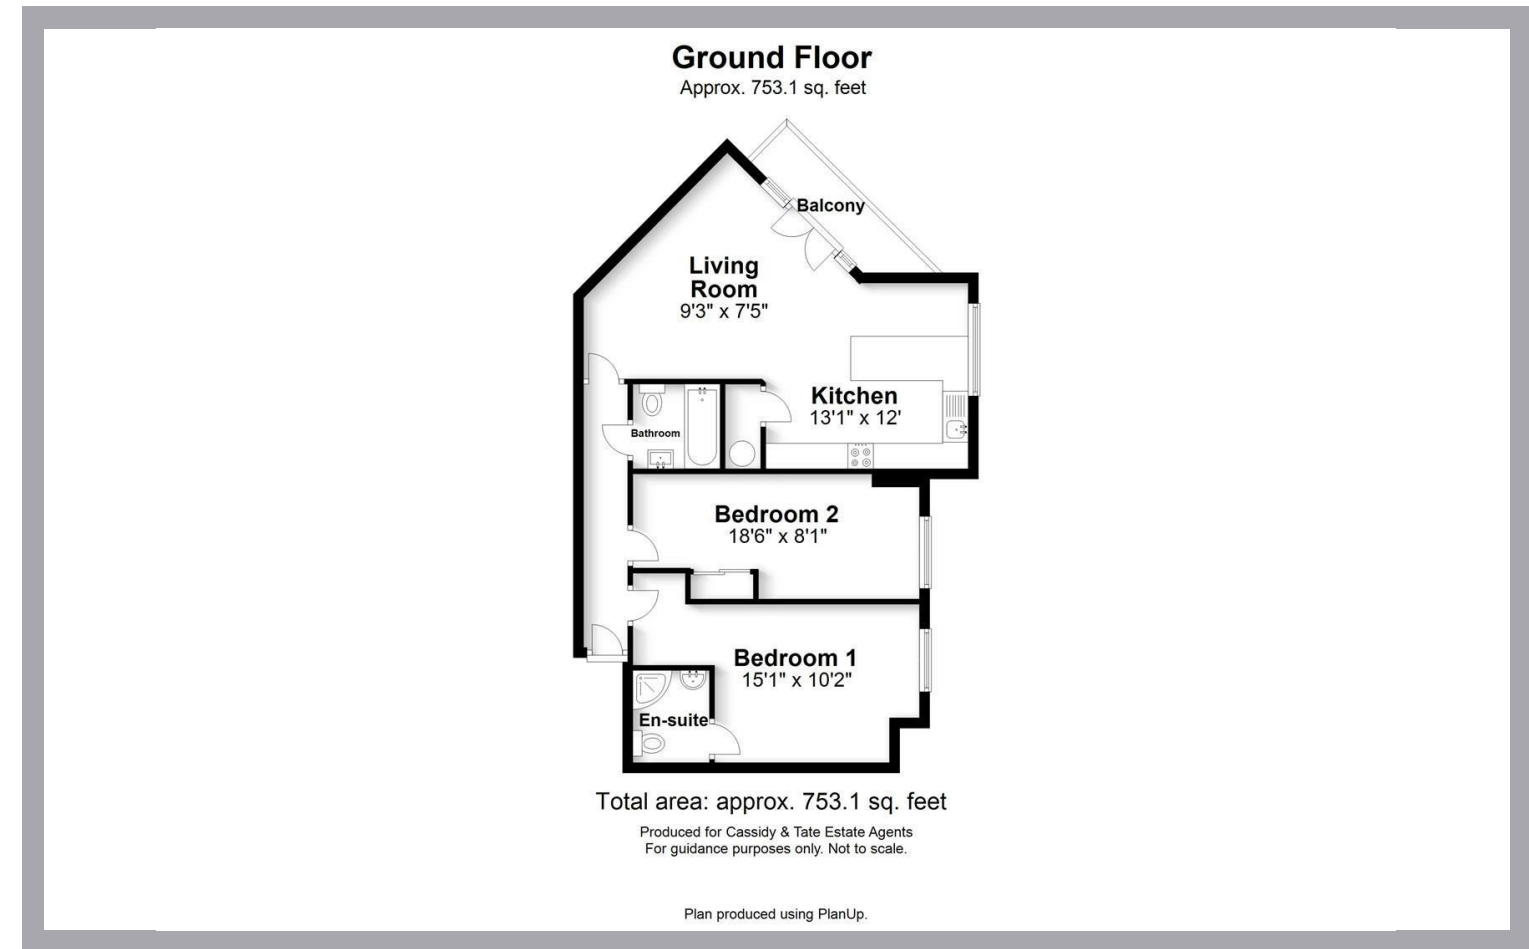 Ground Floor
Approx. 753.1 sq. feet
Balcony
Living
Room
9'3" x 7'5"
Kitchen
13'1" x 12'
Bathroom
Bedroom 2
18'6" x 8'1"
Bedroom 1
15'1" x 10'2"
En-suite
Total area: approx. 753.1 sq. feet
Produced for Cassidy & Tate Estate Agents
For guidance purposes only. Not to scale.
Plan produced using PlanUp.